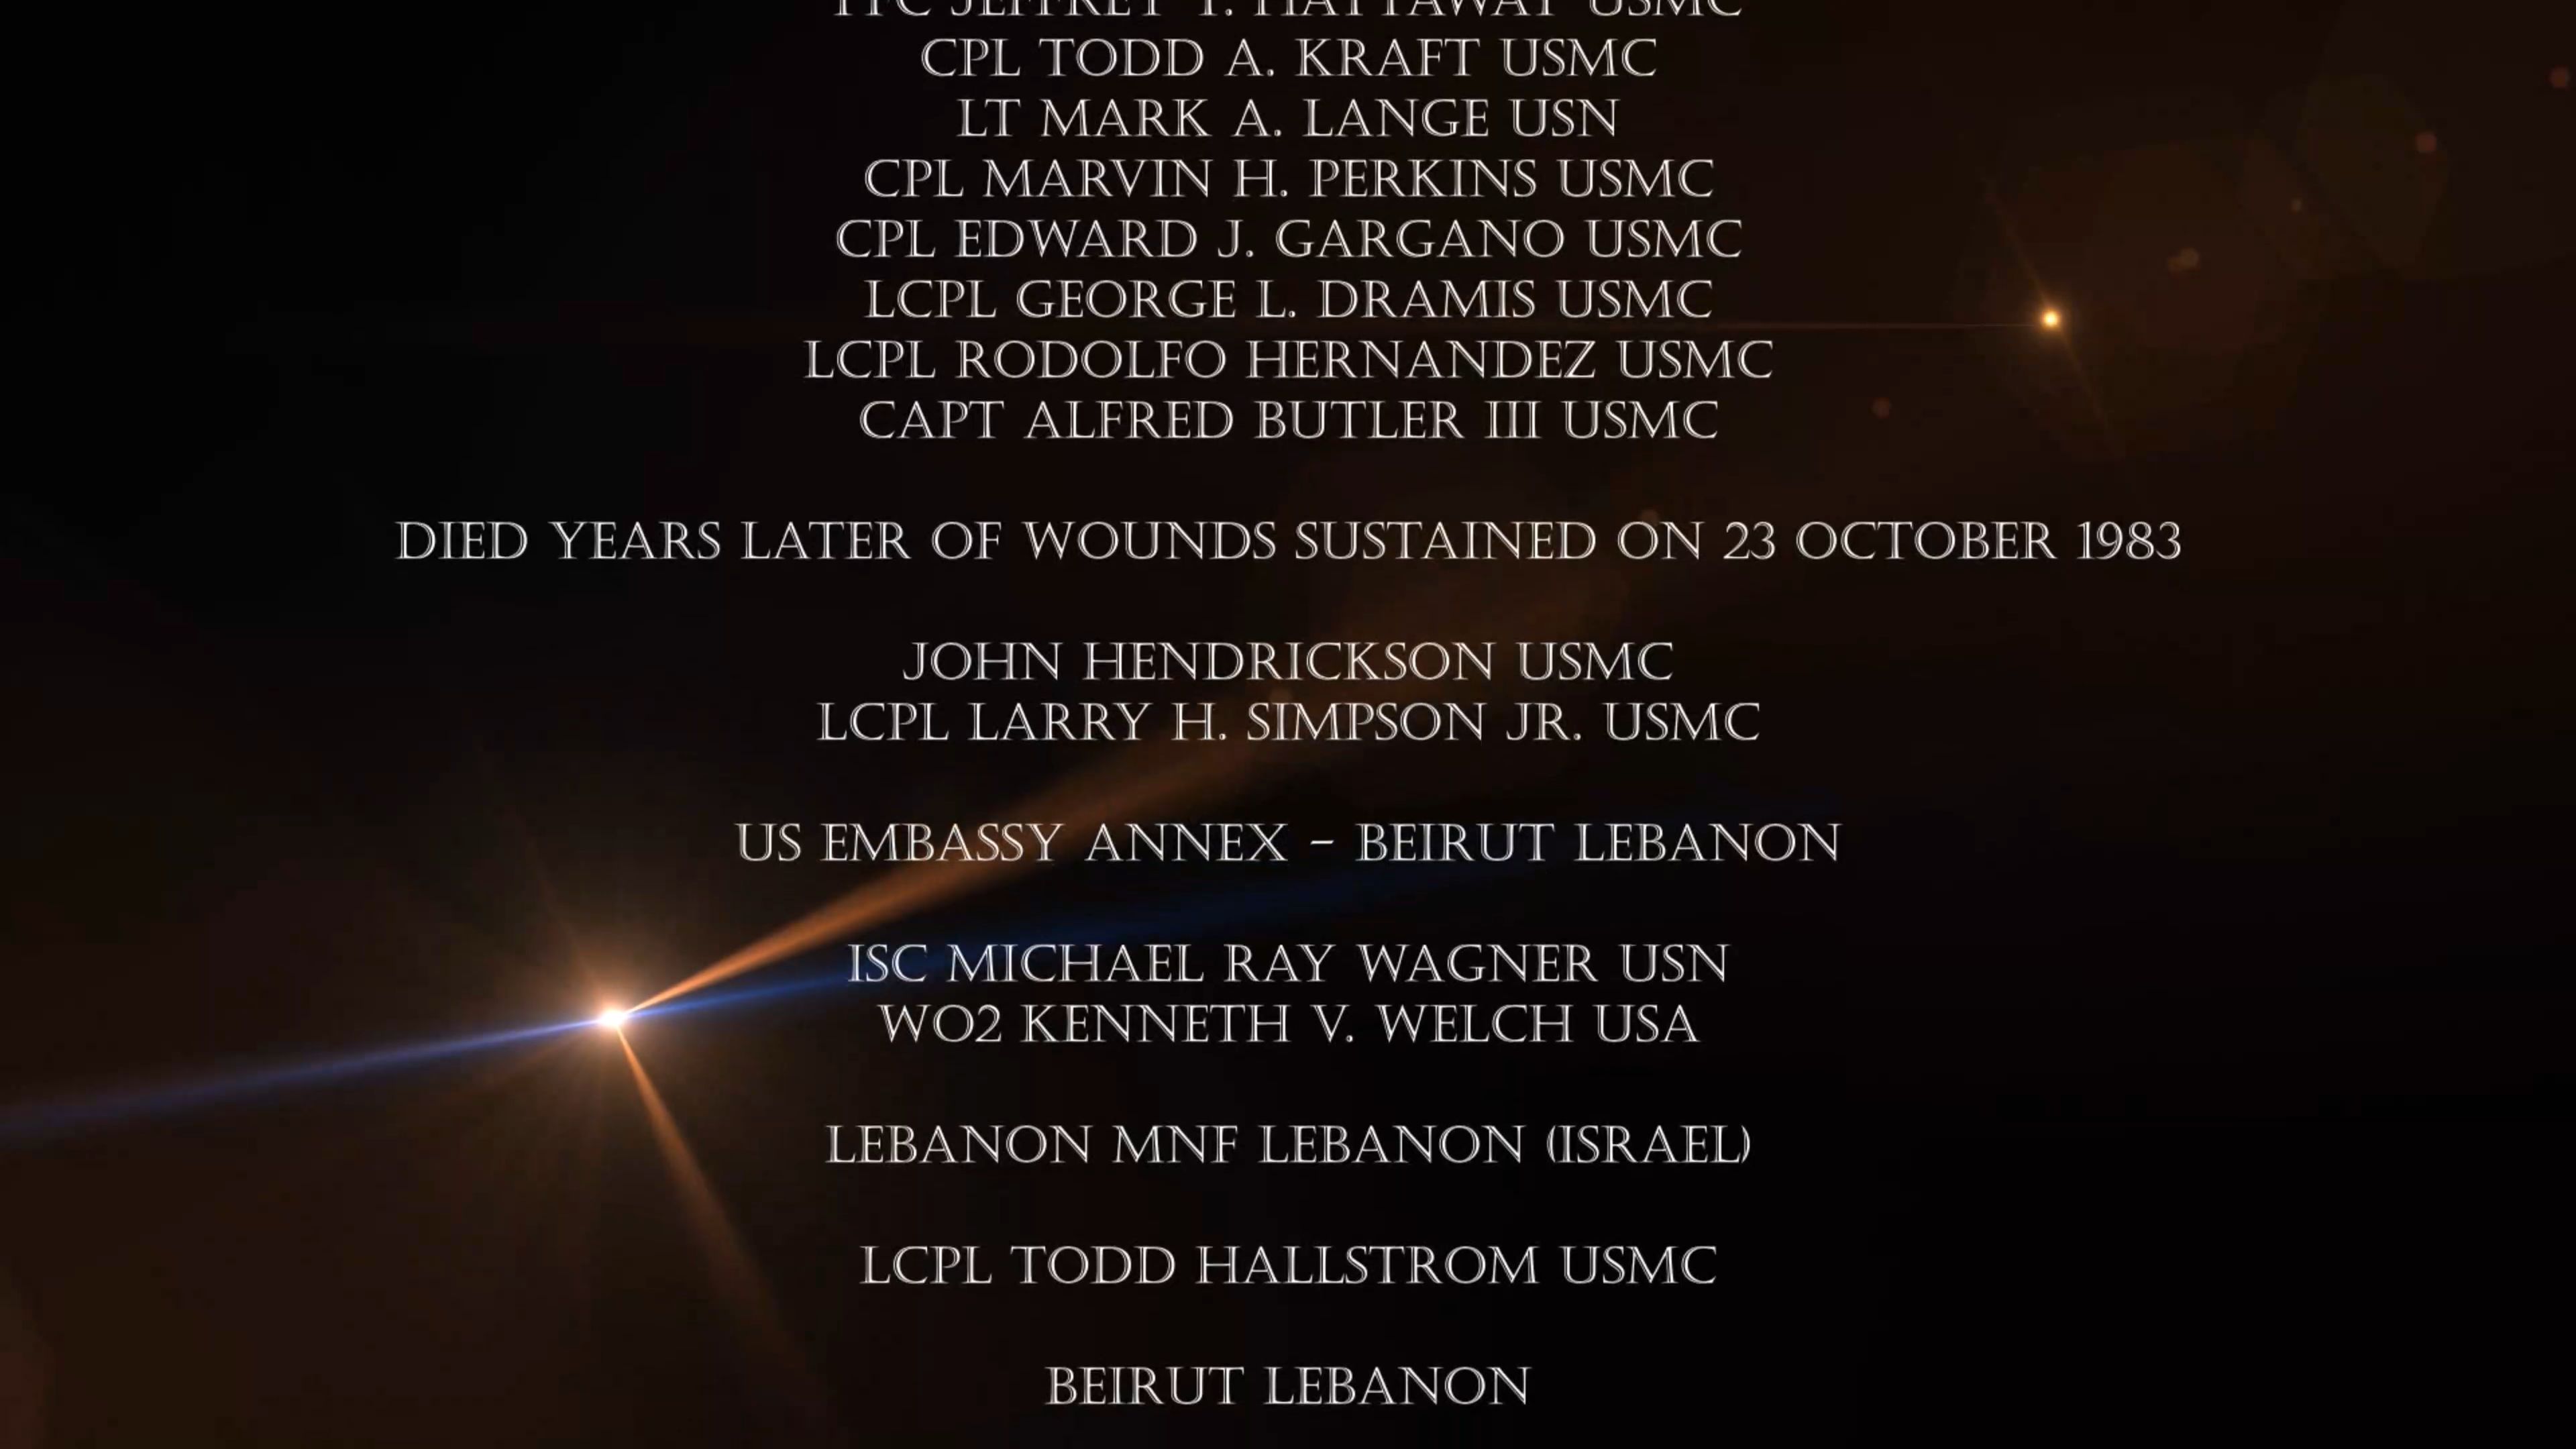 JEFFREY T. HATTAWAY USMC
CPL TODD A. KRAFT USMC
LT MARK A. LANGE USN
CPL MARVIN H. PERKINS USMC
CPL EDWARD J. GARGANO USMC
LCPL GEORGE L. DRAMIS USMC
LCPL RODOLFO HERNANDEZ USMC
CAPT ALFRED BUTLER III USMC
DIED YEARS LATER OF WOUNDS SUSTAINED ON 23 OCTOBER 1983
JOHN HENDRICKSON USMC
LCPL LARRY H. SIMPSON JR. USMC
US EMBASSY ANNEX - BEIRUT LEBANON
ISC MICHAEL RAY WAGNER USN
WO2 KENNETH V. WELCH USA
LEBANON MNF LEBANON (ISRAEL)
LCPL TODD HALLSTROM USMC
BEIRUT LEBANON